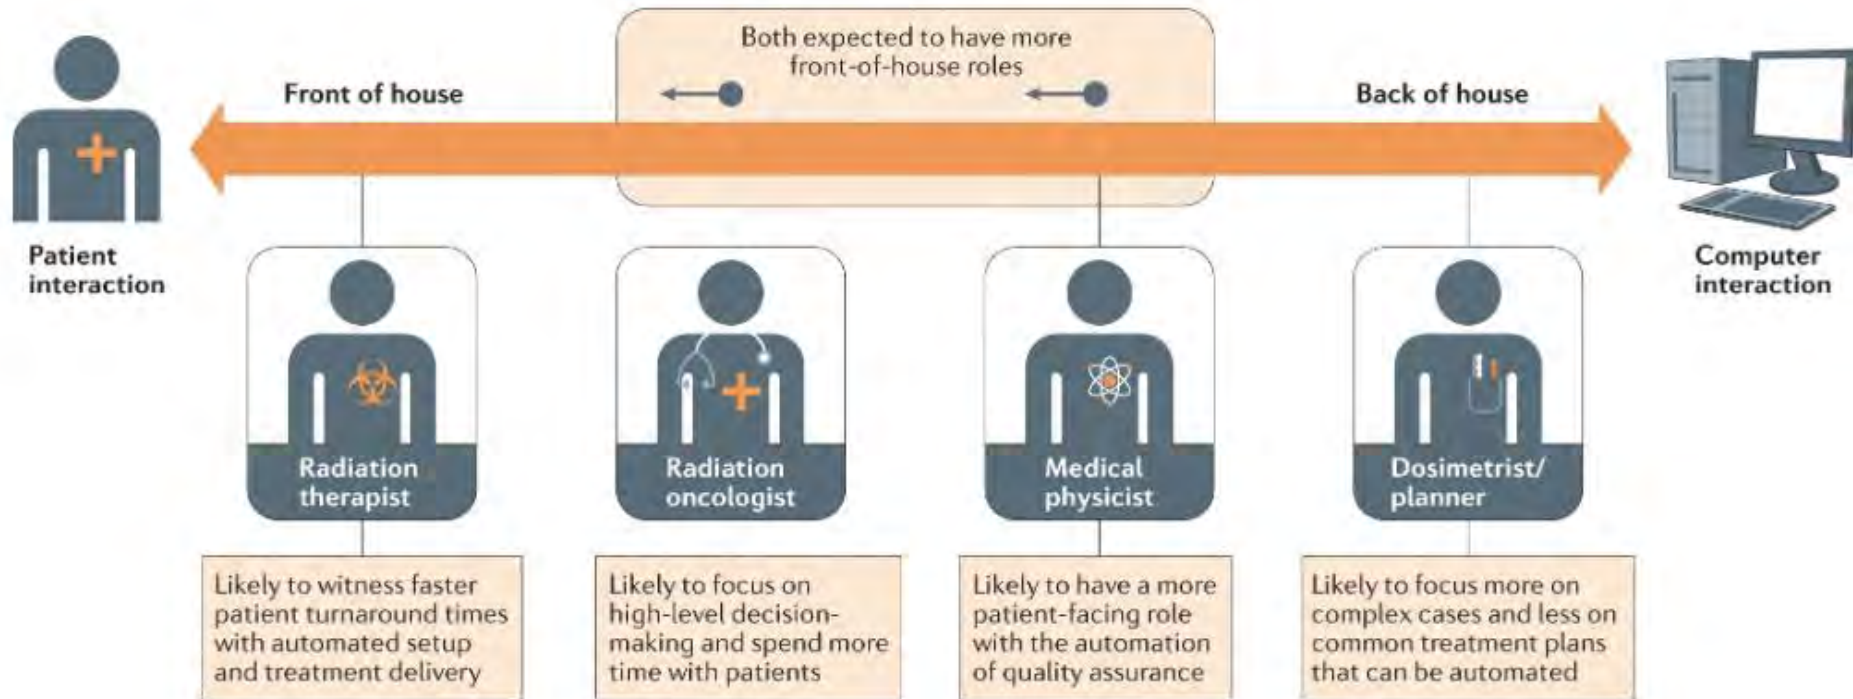 Both expected to have more
front-of-house roles
Front of house
Back of house
Patient
interaction
Computer
interaction
Radiation
therapist
Radiation
oncologist
Medical
physicist
Dosimetrist/
planner
Likely to witness faster
patient turnaround times
with automated setup
and treatment delivery
Likely to focus on
high-level decision-
making and spend more
time with patients
Likely to have a more
patient-facing role
with the automation
of quality assurance
Likely to focus more on
complex cases and less on
common treatment plans
that can be automated